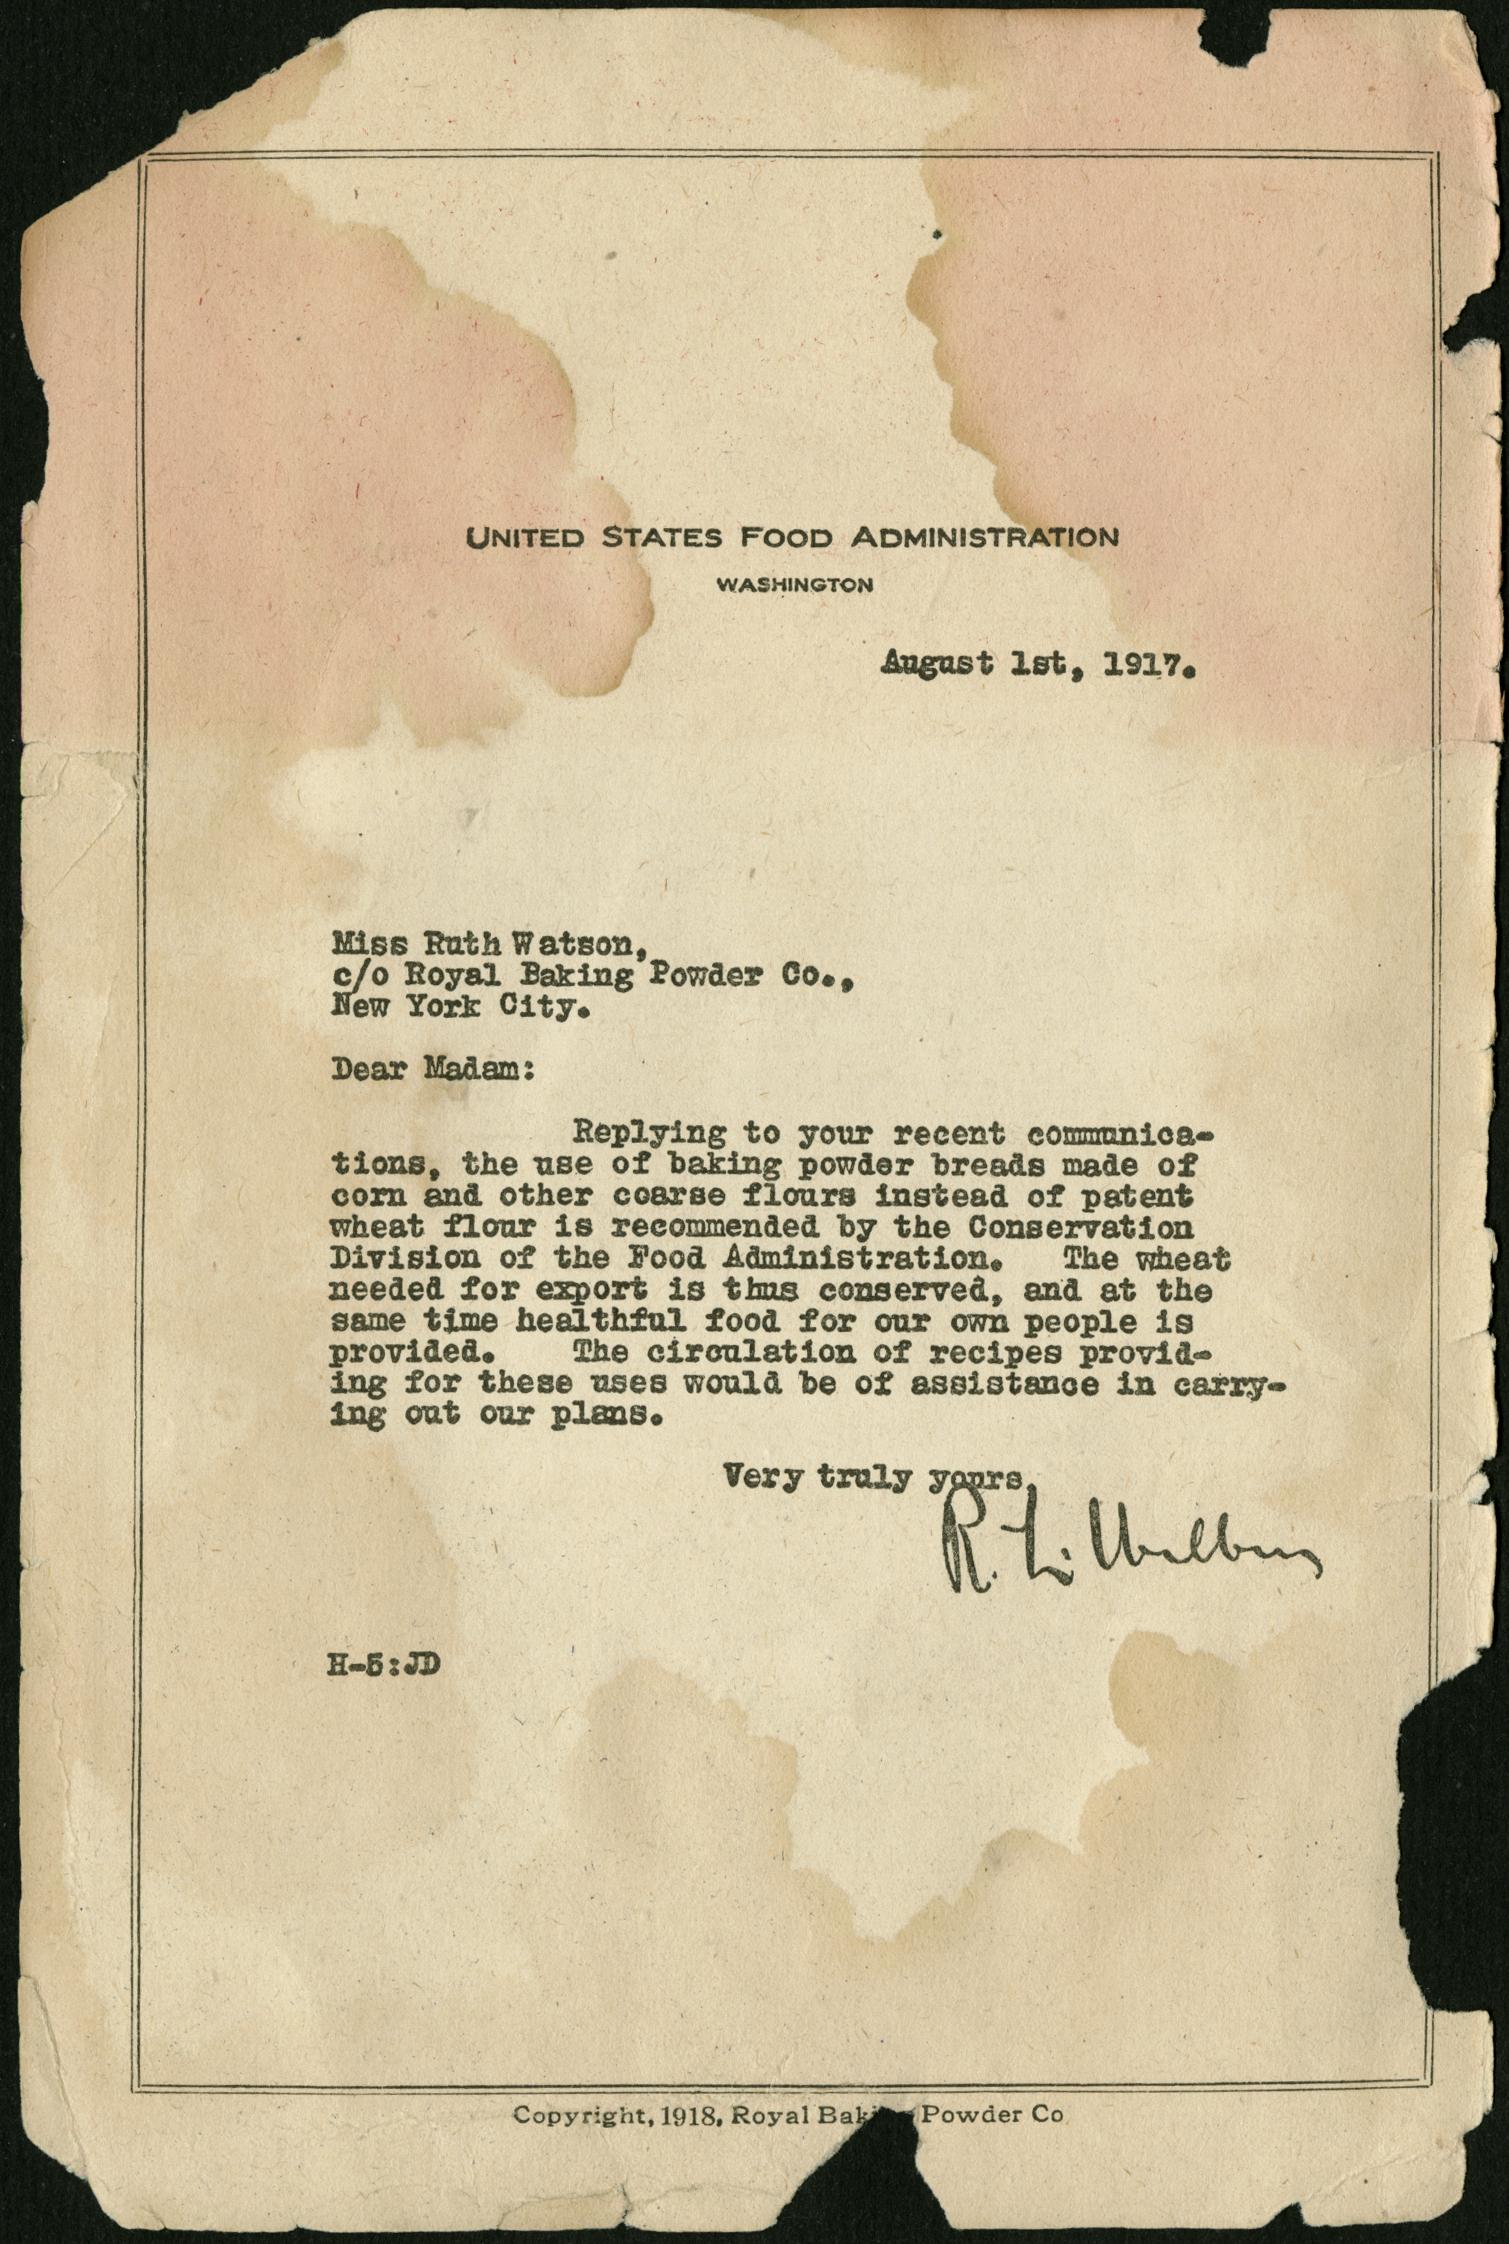 UNITED STATES FOOD ADMINISTRATION
WASHINGTON
August 1st, 1917.
Miss Ruth Watson,
c/o Royal Baking Powder Co.,
New York City.
Dear Madam:
Replying to your recent communica-
tions, the use of baking powder breads made of
corn and other coarse flours instead of patent
wheat flour is recommended by the Conservation
Division of the Food Administration. The wheat
needed for export is thus conserved, and at the
same time healthful food for our own people is
provided. The circulation of recipes provid-
ing for these uses would be of assistance in carry-
ing out our plans.
Very truly yours,
R. L. Wilbur
H-5:JD
Copyright, 1918, Royal Baking Powder Co